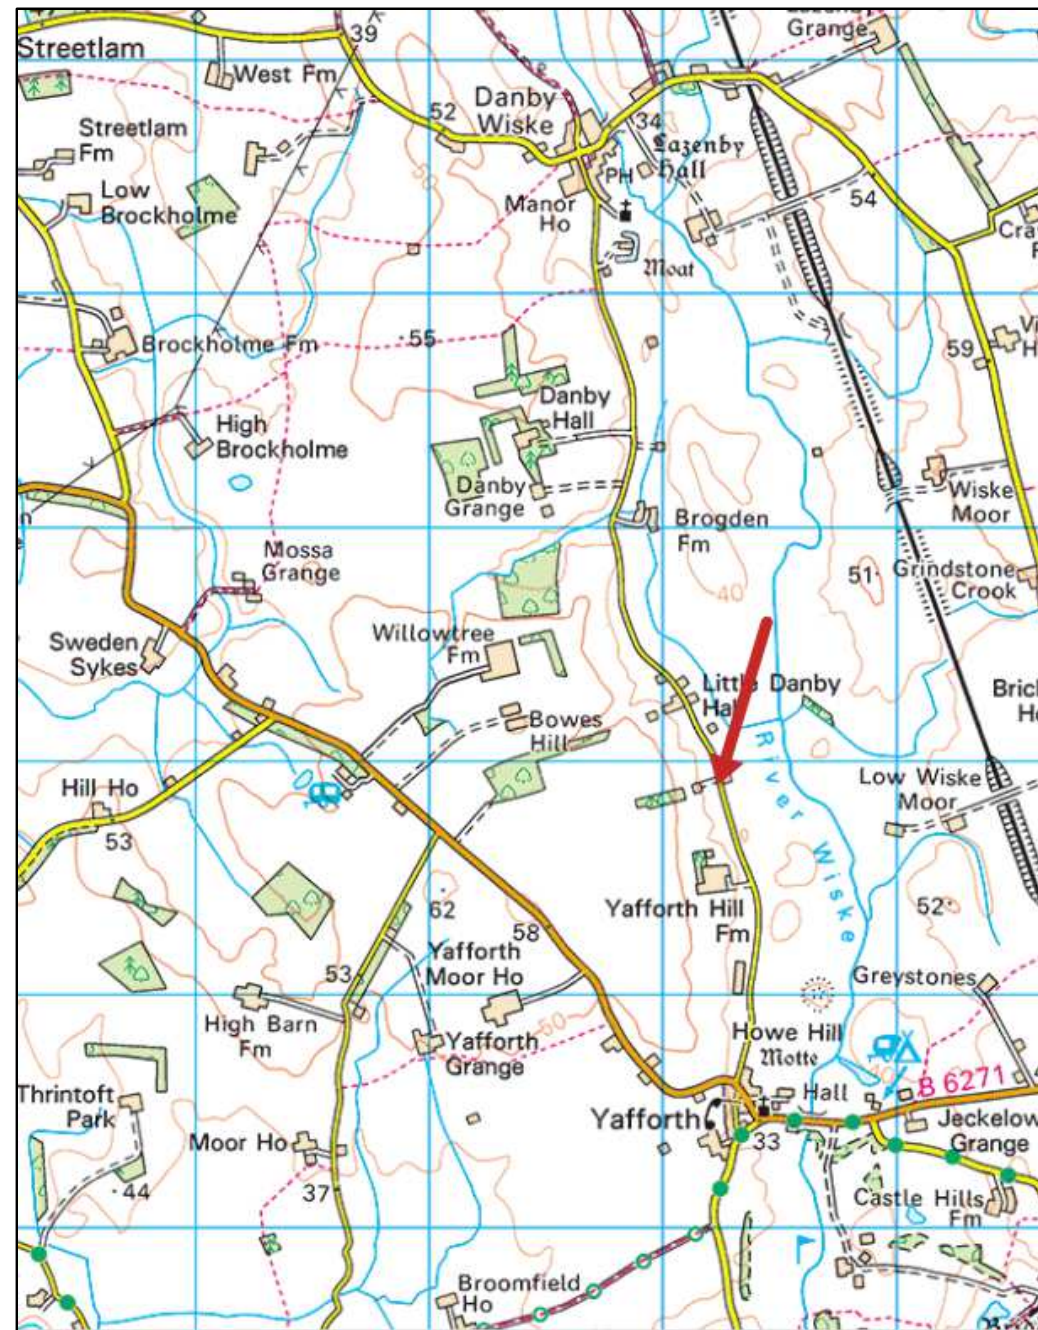 39
Streetlam
West Fm
Grange
Danby
Wiske
52
34
Streetlam
Fm
Lazenby
Hall
PH
Low
Brockholme
Manor
Ho
54
Moat
Brockholme Fm
55
59
Danby
Hall
High
Brockholme
Danby
Grange
Wiske
Moor
Brogden
Fm
Mossa
Grange
51
Grindstone
Crook
40
Willowtree
Fm
Sweden
Sykes
Little Danby
Hall
Bowes
Hill
River Wiske
Hill Ho
Low Wiske
Moor
53
62
Yafforth Hill
Fm
52
58
Yafforth
Moor Ho
53
Greystones
High Barn
Fm
60
Howe Hill
Motte
Yafforth
Grange
Thrintoft
Park
Hall
B 6271
Yafforth
Jeckelow
Grange
Moor Ho
33
44
37
Castle Hills
Fm
Broomfield
Ho